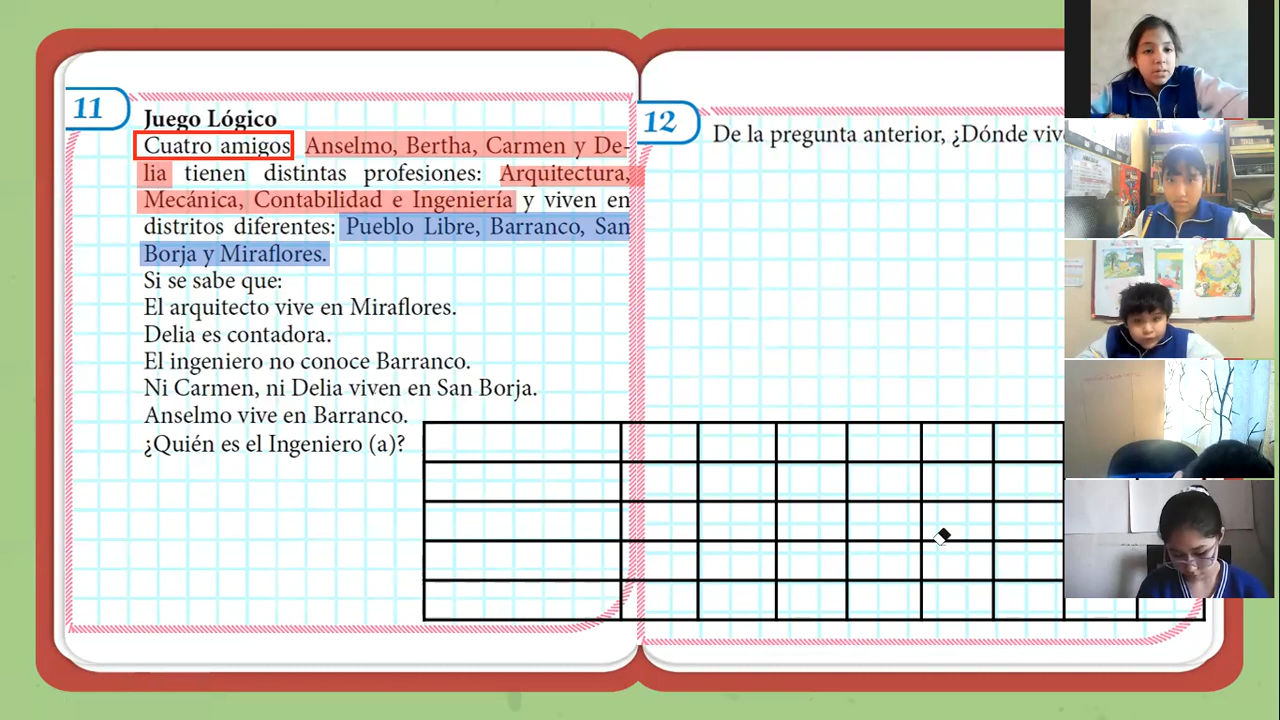 11
Juego Lógico
Cuatro amigos Anselmo, Bertha, Carmen y De-
lia tienen distintas profesiones: Arquitectura,
Mecánica, Contabilidad e Ingeniería y viven en
distritos diferentes: Pueblo Libre, Barranco, San
Borja y Miraflores.
Si se sabe que:
El arquitecto vive en Miraflores.
Delia es contadora.
El ingeniero no conoce Barranco.
Ni Carmen, ni Delia viven en San Borja.
Anselmo vive en Barranco.
¿Quién es el Ingeniero (a)?
12
De la pregunta anterior, ¿Dónde viv